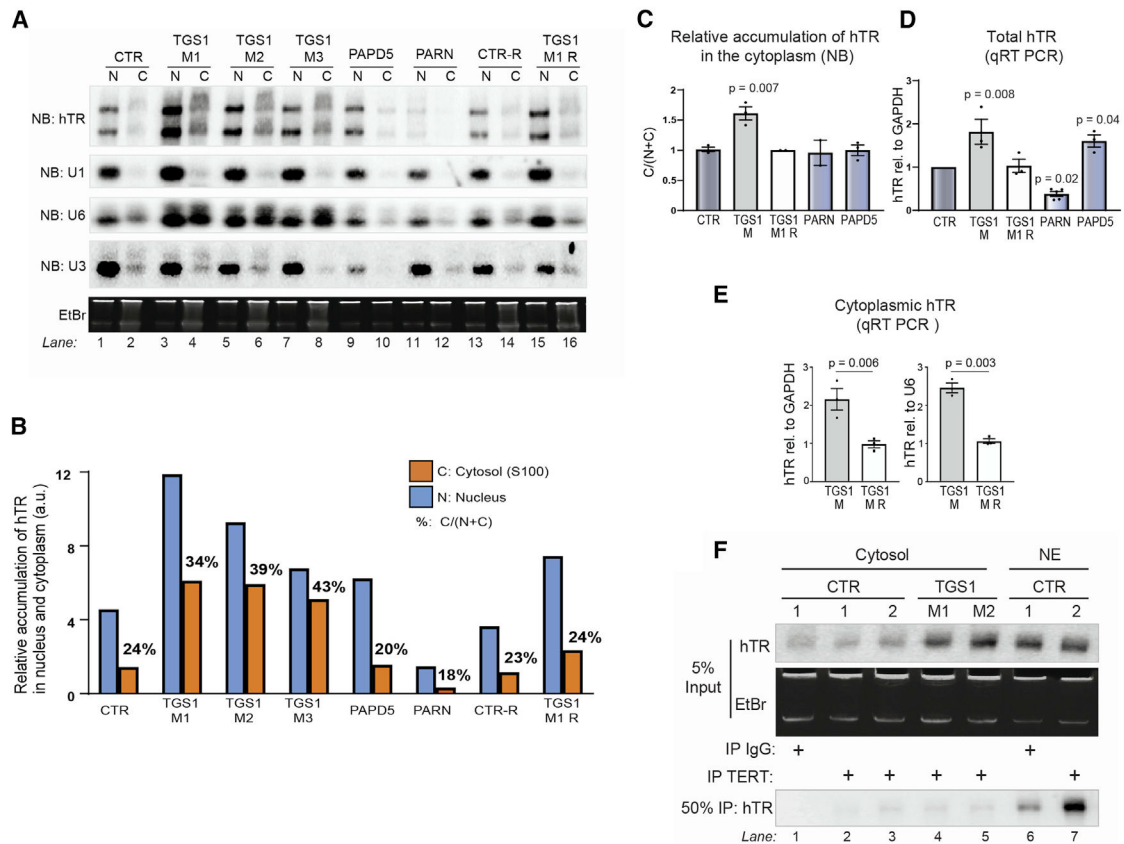 A
CTR
TGS1
M1
TGS1
M2
TGS1
M3
PAPD5
PARN
CTR-R
TGS1
M1 R
N C N C N C N C N C N C N C N C
NB: hTR
NB: U1
NB: U6
NB: U3
EtBr
Lane: 1 2 3 4 5 6 7 8 9 10 11 12 13 14 15 16
B
Relative accumulation of hTR
in nucleus and cytoplasm (a.u.)
12
8
4
0
C: Cytosol (S100)
N: Nucleus
%: C/(N+C)
24%
34%
39%
43%
20%
18%
23%
24%
CTR
TGS1
M1
TGS1
M2
TGS1
M3
PAPD5
PARN
CTR-R
TGS1
M1 R
C
Relative accumulation of hTR
in the cytoplasm (NB)
C/(N+C)
2
1.5
1
0.5
0
p = 0.007
CTR
TGS1
M
TGS1
M1 R
PARN
PAPD5
D
Total hTR
(qRT PCR)
hTR rel. to GAPDH
3
2
1
0
p = 0.008
p = 0.02
p = 0.04
CTR
TGS1
M
TGS1
M1 R
PARN
PAPD5
E
Cytoplasmic hTR
(qRT PCR )
hTR rel. to GAPDH
3
2
1
0
p = 0.006
TGS1
M
TGS1
M R
hTR rel. to U6
3
2
1
0
p = 0.003
TGS1
M
TGS1
M R
F
Cytosol NE
CTR TGS1 CTR
1 1 2 M1 M2 1 2
5%
Input
hTR
EtBr
IP IgG: + +
IP TERT: + + + + +
50% IP: hTR
Lane: 1 2 3 4 5 6 7